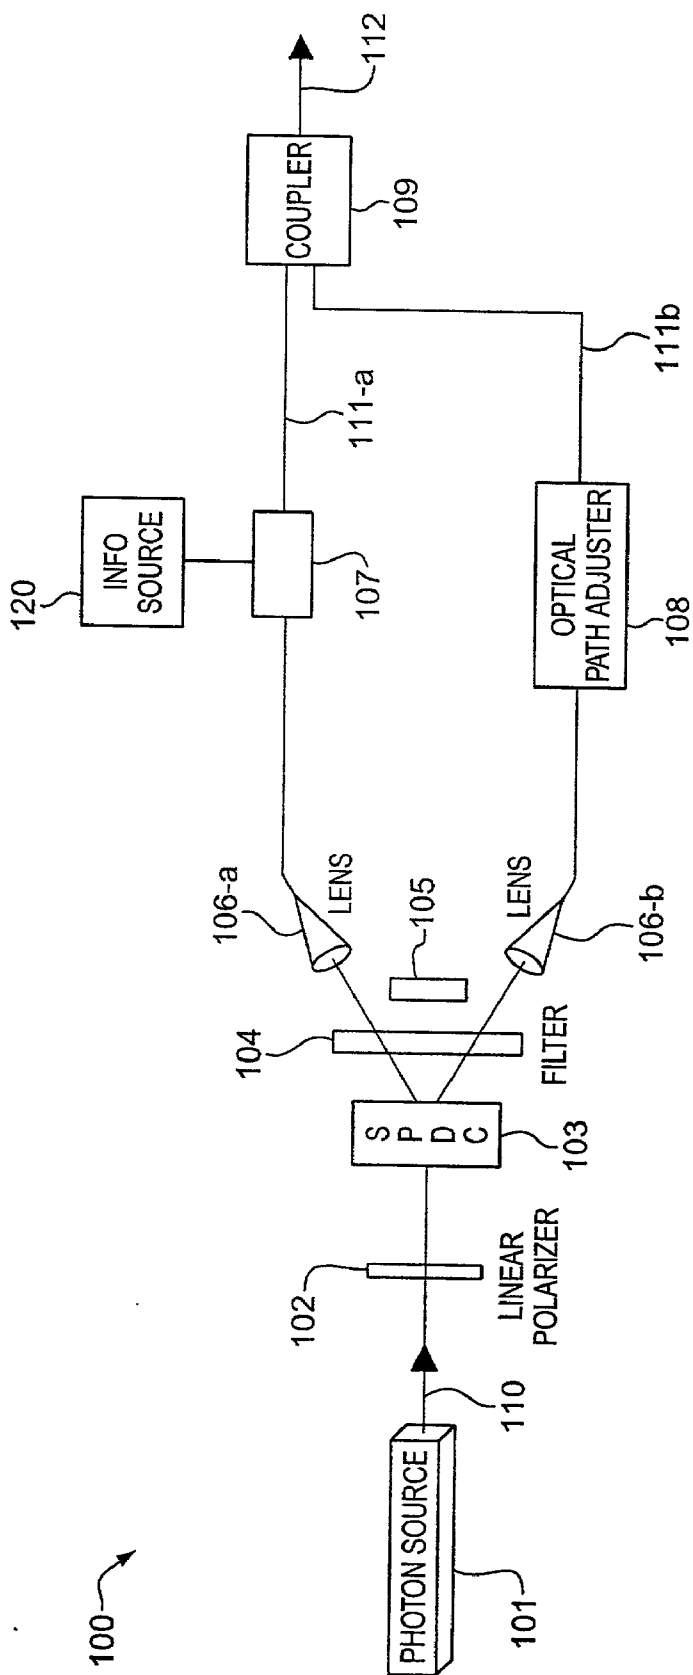 100
PHOTON SOURCE
101
110
102
LINEAR
POLARIZER
S
P
D
C
103
104
FILTER
105
106-a
LENS
LENS
106-b
INFO
SOURCE
120
107
111-a
OPTICAL
PATH ADJUSTER
108
111b
COUPLER
109
112